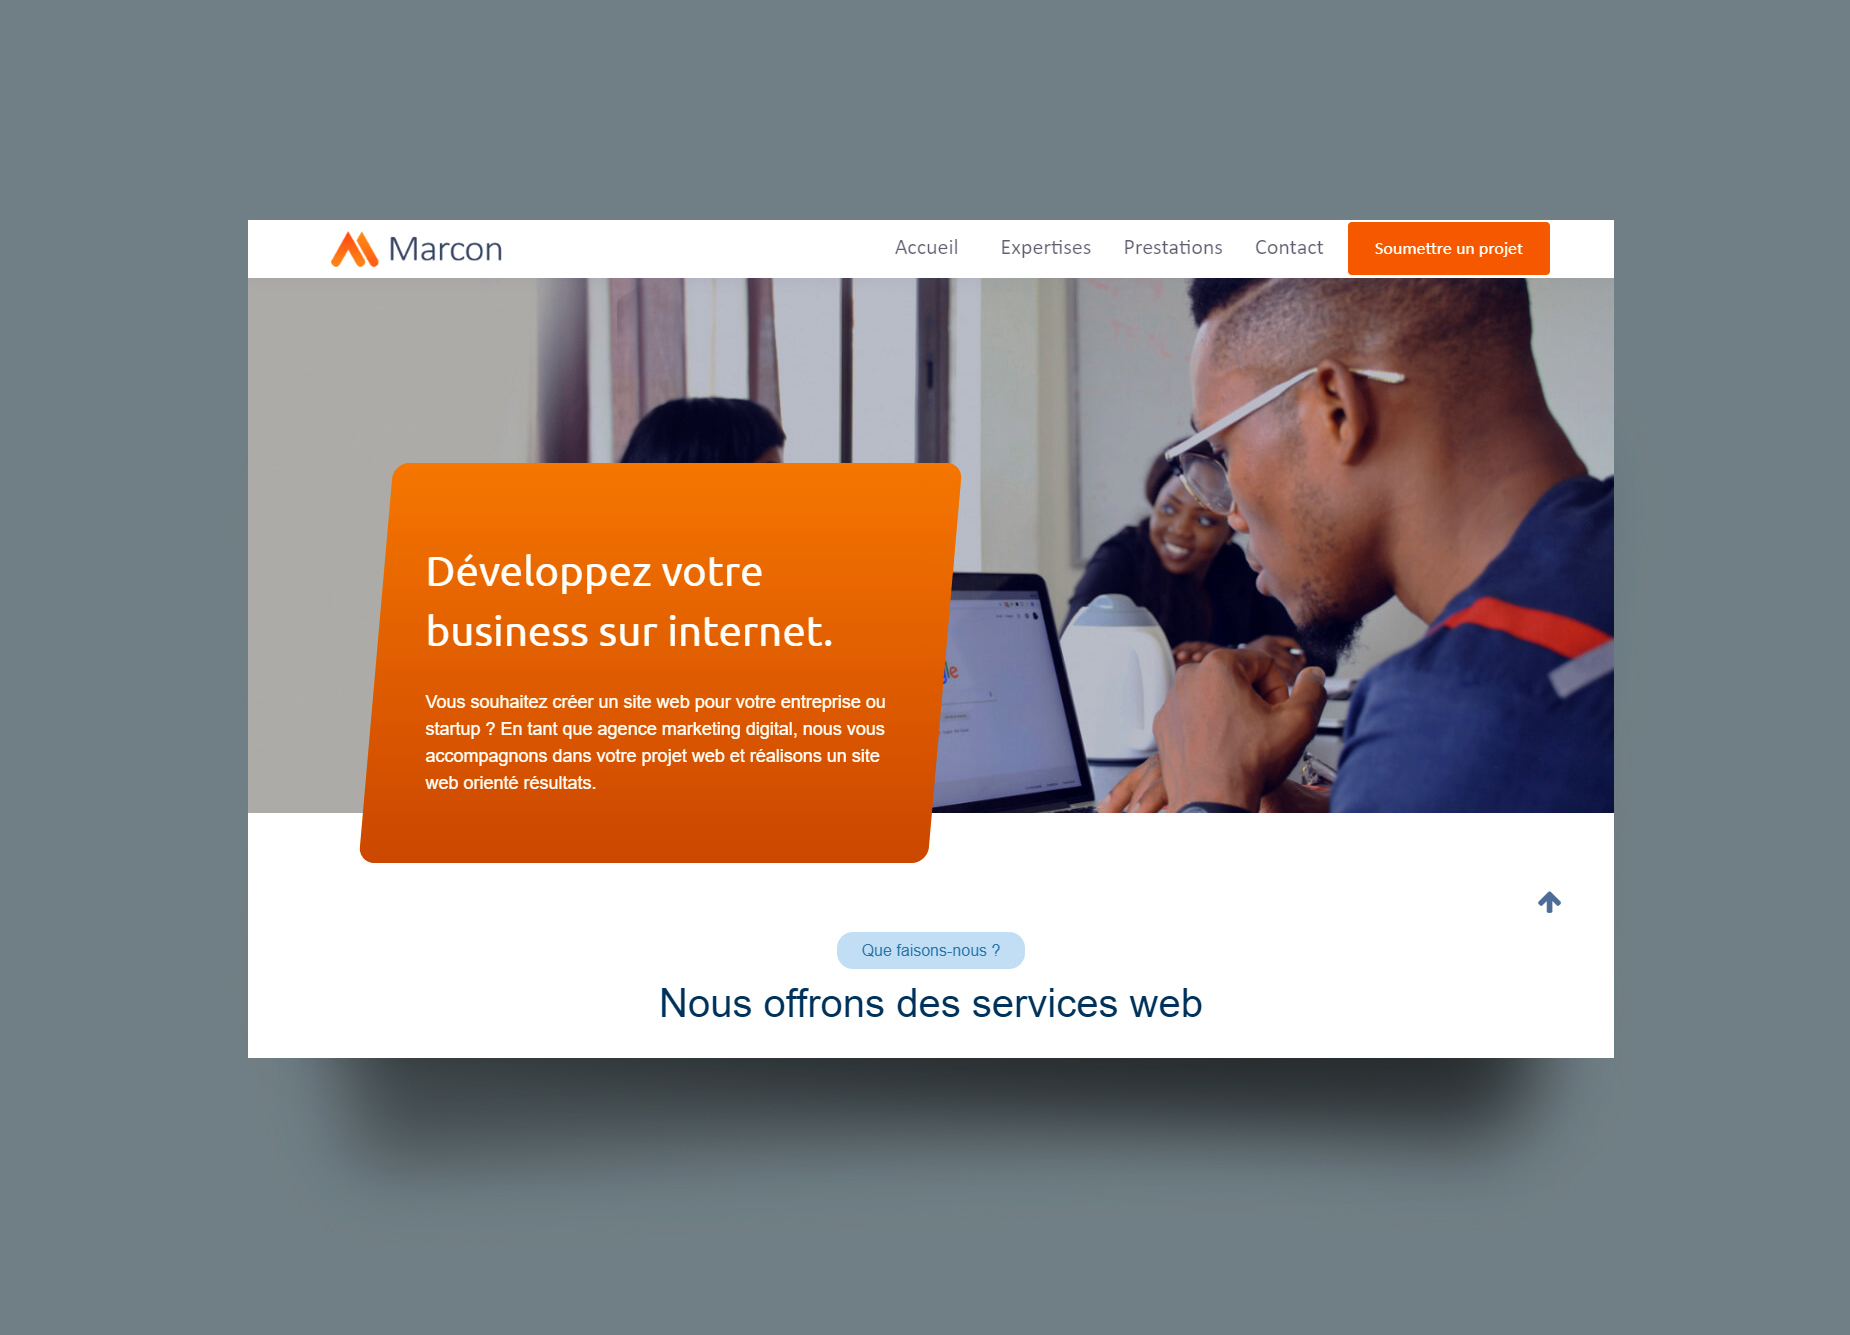 Marcon
Accueil
Expertises
Prestations
Contact
Soumettre un projet
Développez votre
business sur internet.
Vous souhaitez créer un site web pour votre entreprise ou
startup ? En tant que agence marketing digital, nous vous
accompagnons dans votre projet web et réalisons un site
web orienté résultats.
Que faisons-nous ?
Nous offrons des services web